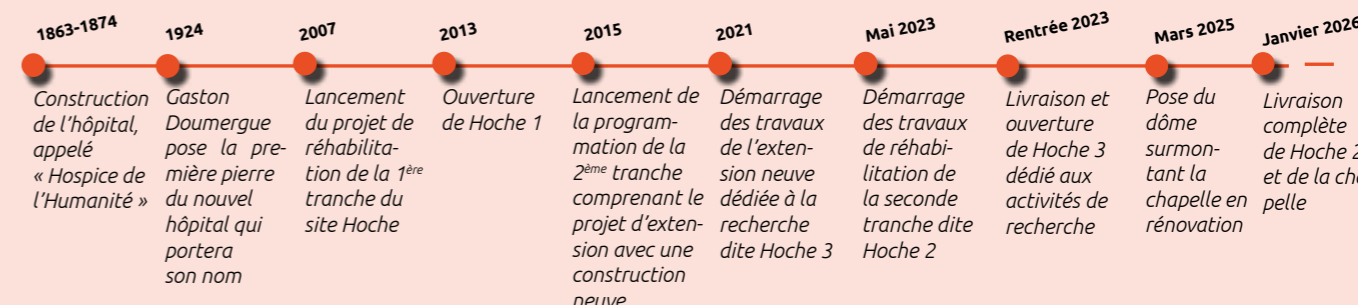 1863-1874
Construction
de l'hôpital,
appelé
« Hospice de
l'Humanité »
1924
Gaston
Doumergue
pose la pre-
mière pierre
du nouvel
hôpital qui
portera
son nom
2007
Lancement
du projet de
réhabilita-
tion de la 1ère
tranche du
site Hoche
2013
Ouverture
de Hoche 1
2015
Lancement de
la program-
mation de la
2ème tranche
comprenant le
projet d'exten-
sion avec une
construction
neuve
2021
Démarrage
des travaux
de l'exten-
sion neuve
dédiée à la
recherche
dite Hoche 3
Mai 2023
Démarrage
des travaux
de réhabi-
litation de
la seconde
tranche dite
Hoche 2
Rentrée 2023
Livraison et
ouverture
de Hoche 3
dédié aux
activités de
recherche
Mars 2025
Pose du
dôme
surmon-
tant la
chapelle en
rénovation
Janvier 2026
Livraison
complète
de Hoche 2
et de la cha
pelle